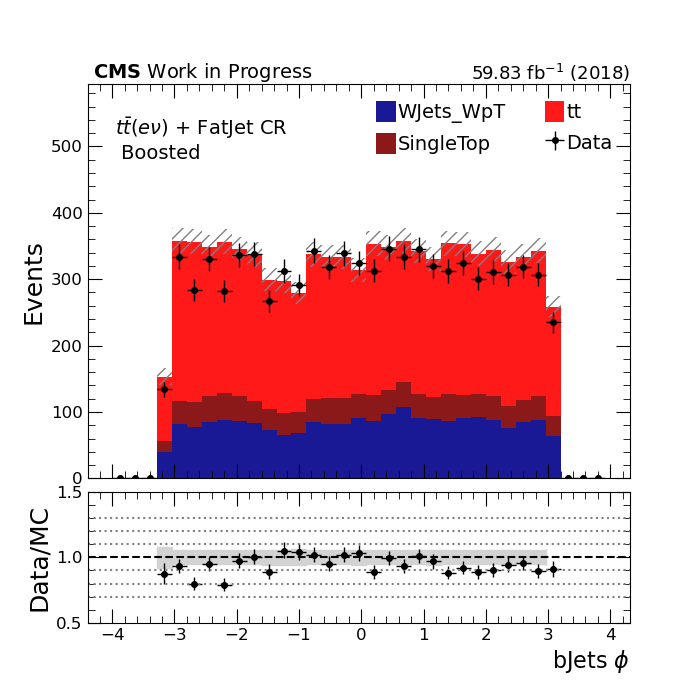 CMS Work in Progress 59.83 fb⁻¹ (2018)
tt̄(eν) + FatJet CR
Boosted
WJets_WpT tt
SingleTop Data
Events
500
400
300
200
100
0
Data/MC
1.5
1.0
0.5
−4 −3 −2 −1 0 1 2 3 4
bJets ϕ